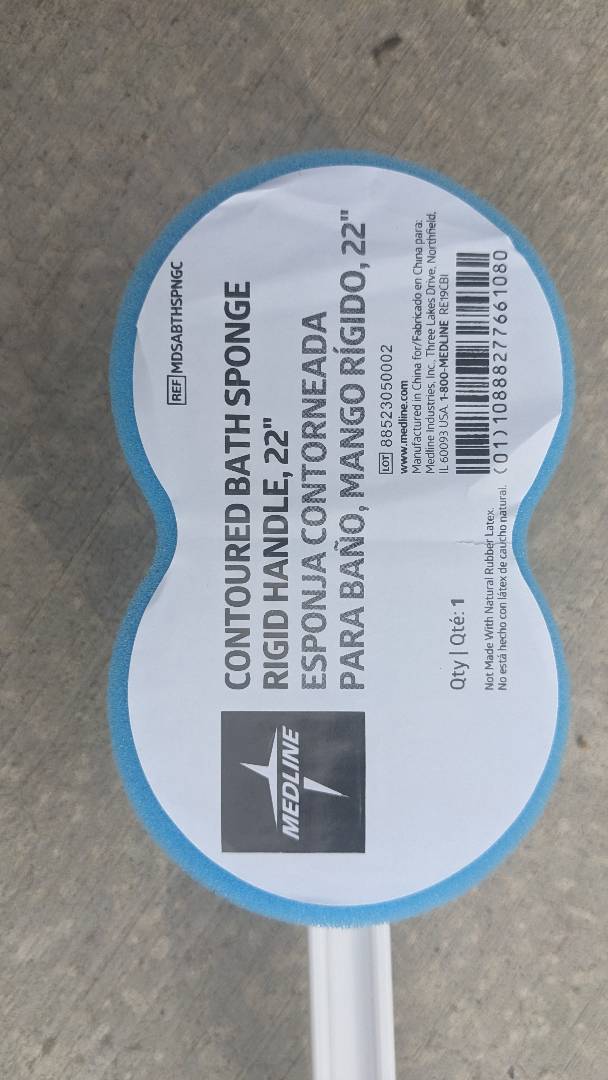 REF MDSABTHSPNGC
CONTOURED BATH SPONGE
RIGID HANDLE, 22"
ESPONJA CONTORNEADA
PARA BAÑO, MANGO RÍGIDO, 22"
MEDLINE
LOT 88523050002
www.medline.com
Manufactured in China for/Fabricado en China para:
Medline Industries, Inc., Three Lakes Drive, Northfield,
IL 60093 USA. 1-800-MEDLINE RE19CBI
(01)10888277661080
Qty | Qté: 1
Not Made With Natural Rubber Latex.
No está hecho con látex de caucho natural.